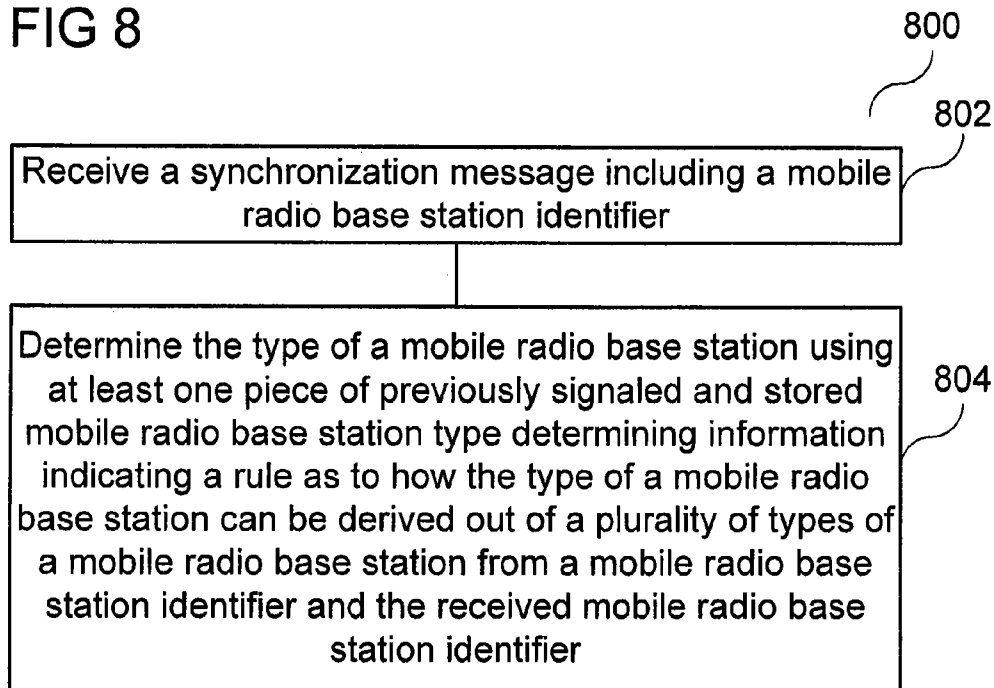 FIG 8
800
802
Receive a synchronization message including a mobile
radio base station identifier
Determine the type of a mobile radio base station using
at least one piece of previously signaled and stored
mobile radio base station type determining information
indicating a rule as to how the type of a mobile radio
base station can be derived out of a plurality of types of
a mobile radio base station from a mobile radio base
station identifier and the received mobile radio base
station identifier
804